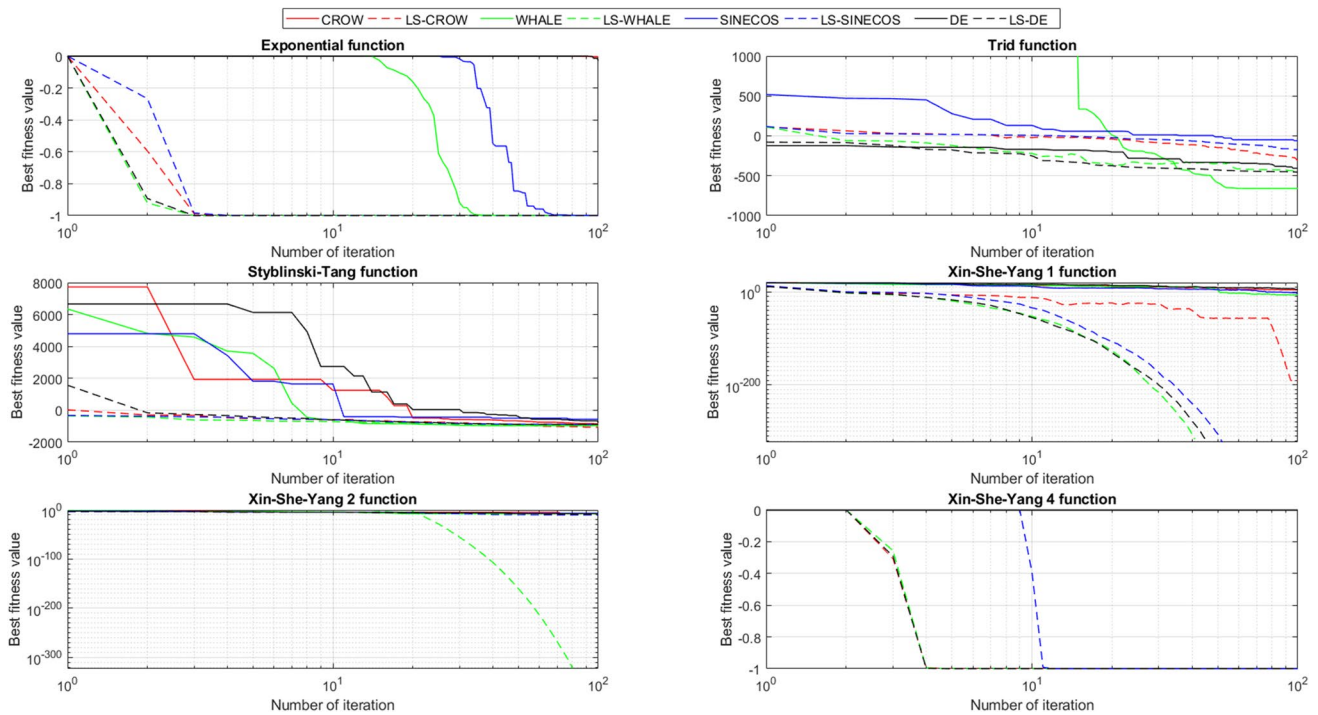 CROW LS-CROW WHALE LS-WHALE SINECOS LS-SINECOS DE LS-DE
Exponential function
0
-0.2
-0.4
-0.6
-0.8
-1
Best fitness value
10^0 10^1 10^2
Number of iteration
Trid function
1000
500
0
-500
-1000
Best fitness value
10^0 10^1 10^2
Number of iteration
Styblinski-Tang function
8000
6000
4000
2000
0
-2000
Best fitness value
10^0 10^1 10^2
Number of iteration
Xin-She-Yang 1 function
10^0
10^-200
Best fitness value
10^0 10^1 10^2
Number of iteration
Xin-She-Yang 2 function
10^0
10^-100
10^-200
10^-300
Best fitness value
10^0 10^1 10^2
Number of iteration
Xin-She-Yang 4 function
0
-0.2
-0.4
-0.6
-0.8
-1
Best fitness value
10^0 10^1 10^2
Number of iteration